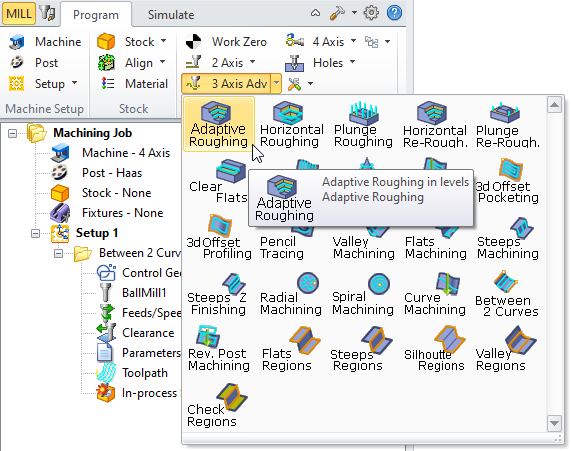 MILL Program Simulate
Machine Stock Work Zero 4 Axis
Post Align 2 Axis Holes
Setup Material 3 Axis Adv
Machine Setup Stock
Adaptive Roughing Horizontal Roughing Plunge Roughing Horizontal Re-Rough. Plunge Re-Rough.
Clear Flats 3d Offset Pocketing
Adaptive Roughing
Adaptive Roughing in levels
Adaptive Roughing
3d Offset Profiling Pencil Tracing Valley Machining Flats Machining Steeps Machining
Steeps Z Finishing Radial Machining Spiral Machining Curve Machining Between 2 Curves
Rev. Post Machining Flats Regions Steeps Regions Silhoutte Regions Valley Regions
Check Regions
Machining Job
Machine - 4 Axis
Post - Haas
Stock - None
Fixtures - None
Setup 1
Between 2 Curv
Control Geo
BallMill1
Feeds/Spee
Clearance
Parameters
Toolpath
In-process